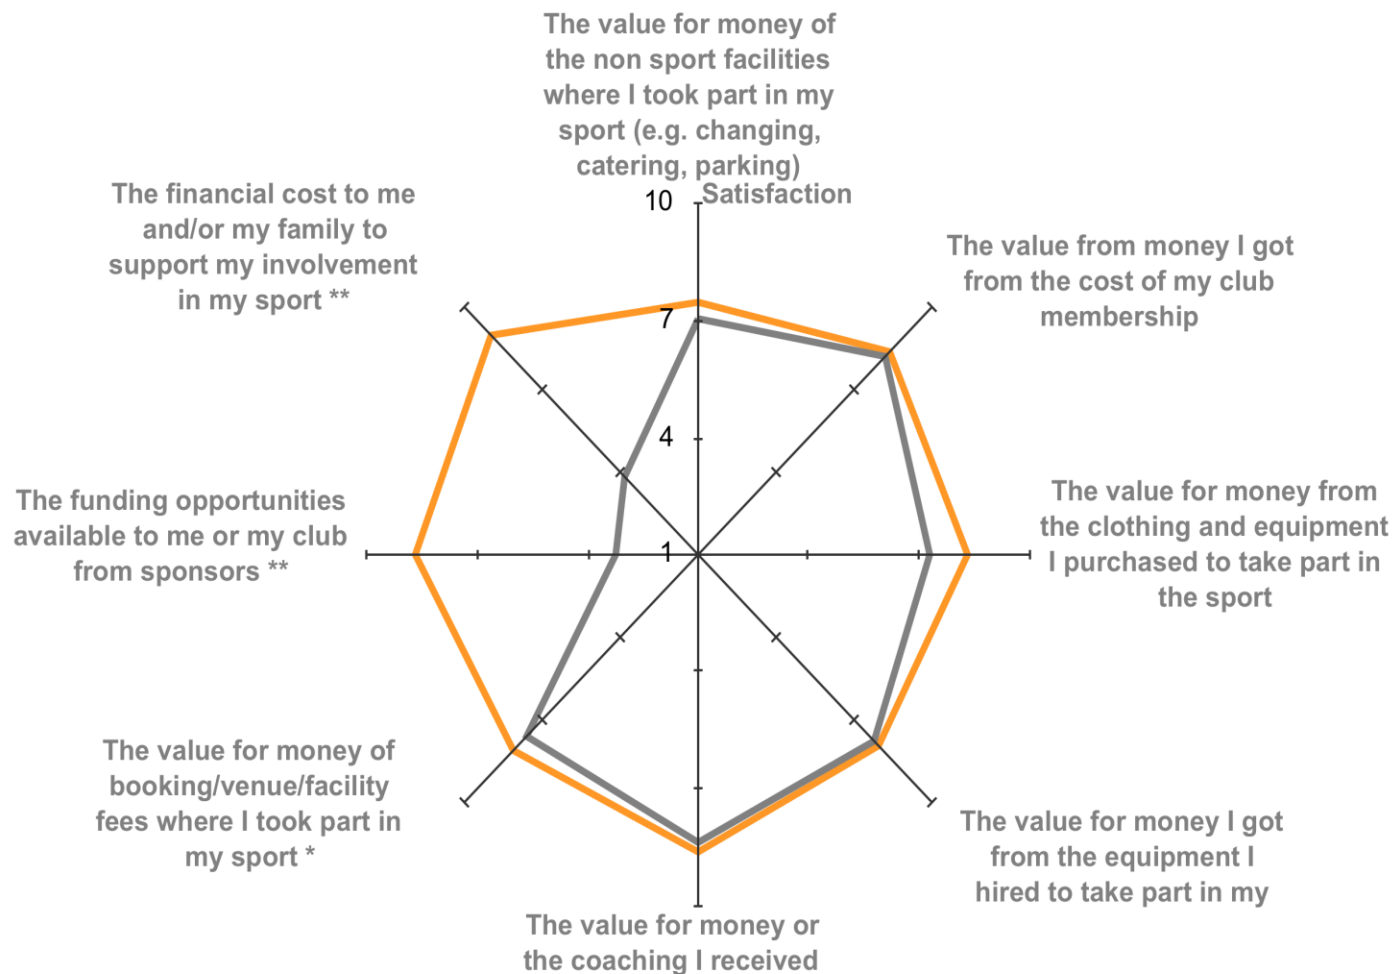 The value for money of
the non sport facilities
where I took part in my
sport (e.g. changing,
catering, parking)
Satisfaction
10
7
4
1
The value from money I got
from the cost of my club
membership
The value for money from
the clothing and equipment
I purchased to take part in
the sport
The value for money I got
from the equipment I
hired to take part in my
The value for money or
the coaching I received
The value for money of
booking/venue/facility
fees where I took part in
my sport *
The funding opportunities
available to me or my club
from sponsors **
The financial cost to me
and/or my family to
support my involvement
in my sport **